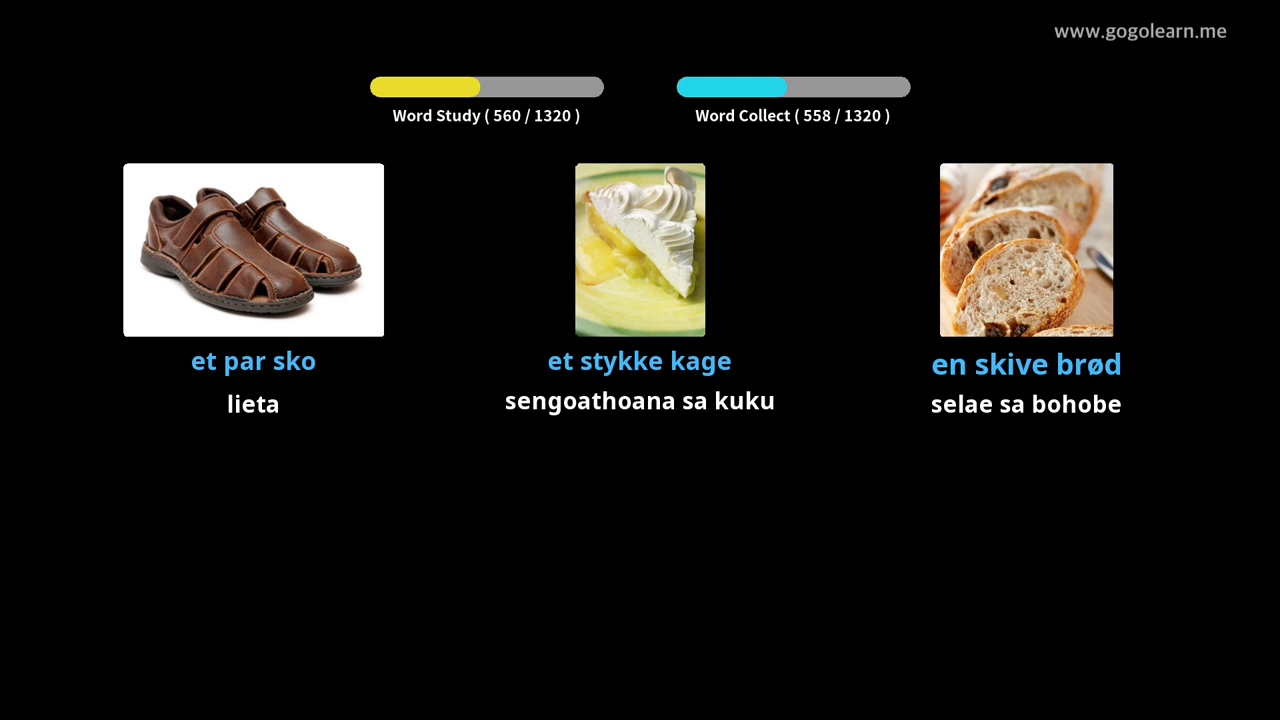 www.gogolearn.me
Word Study ( 560 / 1320 )
Word Collect ( 558 / 1320 )
et par sko
et stykke kage
en skive brød
lieta
sengoathoana sa kuku
selae sa bohobe